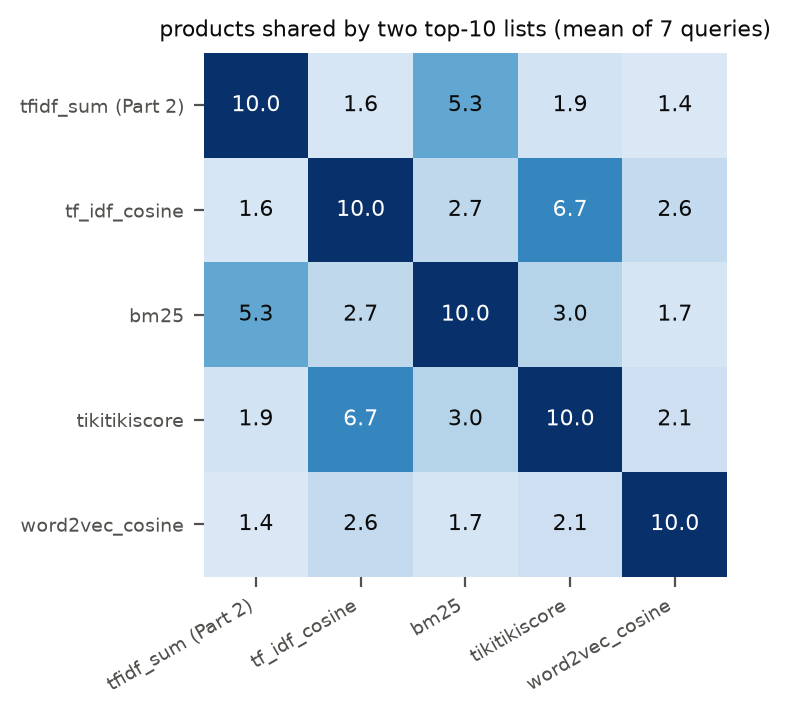 products shared by two top-10 lists (mean of 7 queries)
tfidf_sum (Part 2) 10.0 1.6 5.3 1.9 1.4
tf_idf_cosine 1.6 10.0 2.7 6.7 2.6
bm25 5.3 2.7 10.0 3.0 1.7
tikitikiscore 1.9 6.7 3.0 10.0 2.1
word2vec_cosine 1.4 2.6 1.7 2.1 10.0
tfidf_sum (Part 2) tf_idf_cosine bm25 tikitikiscore word2vec_cosine